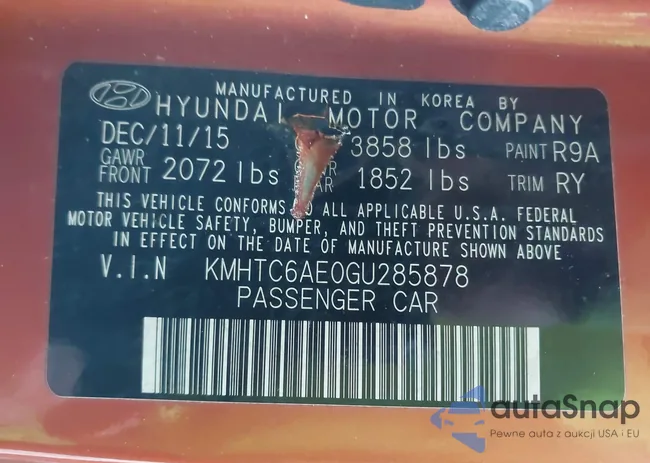 MANUFACTURED IN KOREA BY
HYUNDAI MOTOR COMPANY
DEC/11/15 3858 lbs PAINT R9A
GAWR FRONT 2072 lbs 1852 lbs TRIM RY
THIS VEHICLE CONFORMS TO ALL APPLICABLE U.S.A. FEDERAL
MOTOR VEHICLE SAFETY, BUMPER, AND THEFT PREVENTION STANDARDS
IN EFFECT ON THE DATE OF MANUFACTURE SHOWN ABOVE
V.I.N KMHTC6AE0GU285878
PASSENGER CAR
autaSnap
Pewne auta z aukcji USA i EU